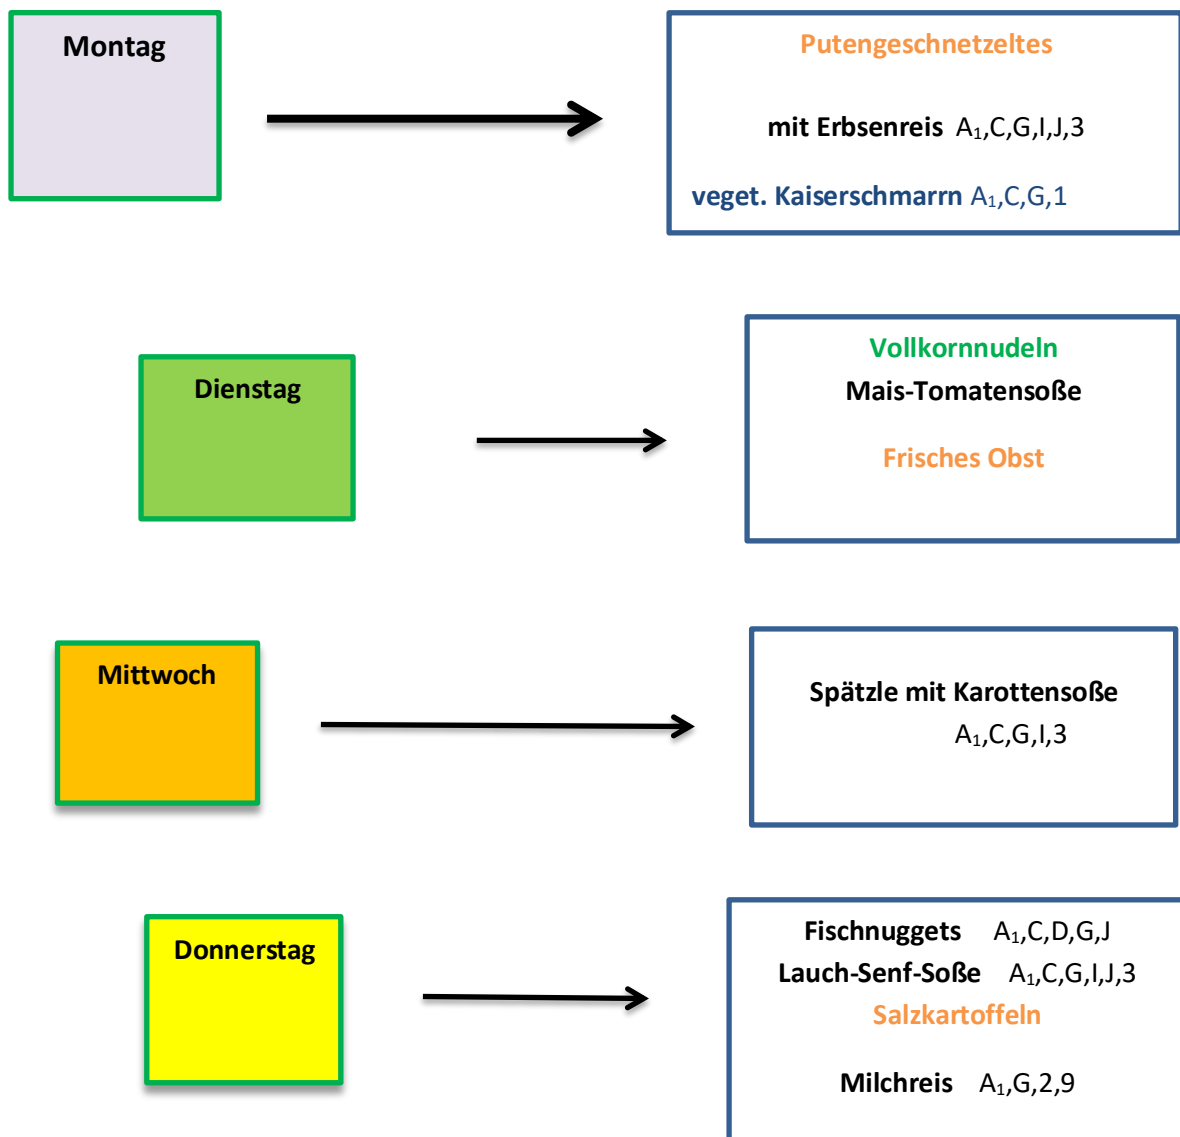 Montag
Putengeschnetzeltes
mit Erbsenreis A₁,C,G,I,J,3
veget. Kaiserschmarrn A₁,C,G,1
Dienstag
Vollkornnudeln
Mais-Tomatensoße
Frisches Obst
Mittwoch
Spätzle mit Karottensoße
A₁,C,G,I,3
Donnerstag
Fischnuggets A₁,C,D,G,J
Lauch-Senf-Soße A₁,C,G,I,J,3
Salzkartoffeln
Milchreis A₁,G,2,9